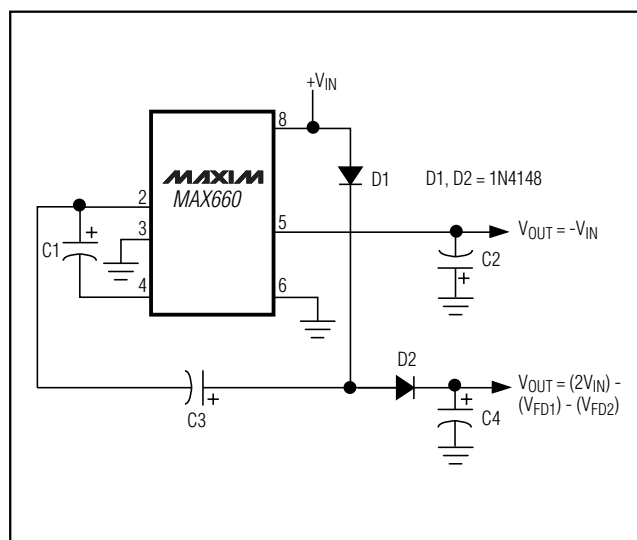 +VIN
8
MAXIM
MAX660
D1
D1, D2 = 1N4148
2
3
4
5
6
+
C1
VOUT = -VIN
C2
+
D2
+
C3
+
C4
VOUT = (2VIN) -
(VFD1) - (VFD2)